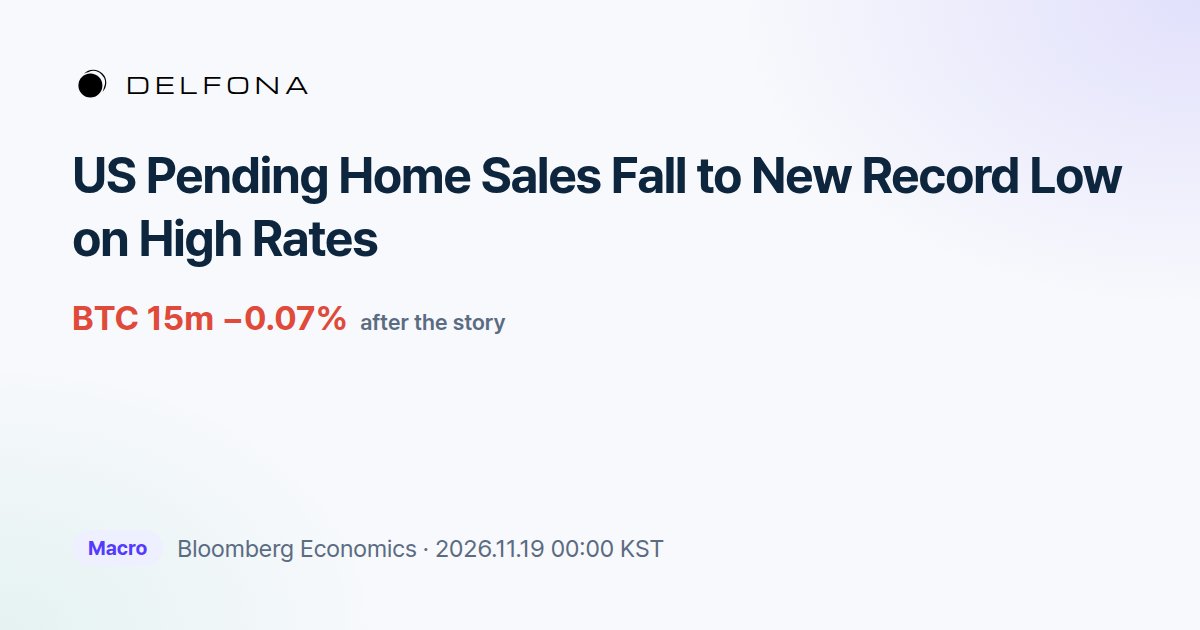 DELFONA
US Pending Home Sales Fall to New Record Low
on High Rates
BTC 15m −0.07% after the story
Macro Bloomberg Economics · 2026.11.19 00:00 KST